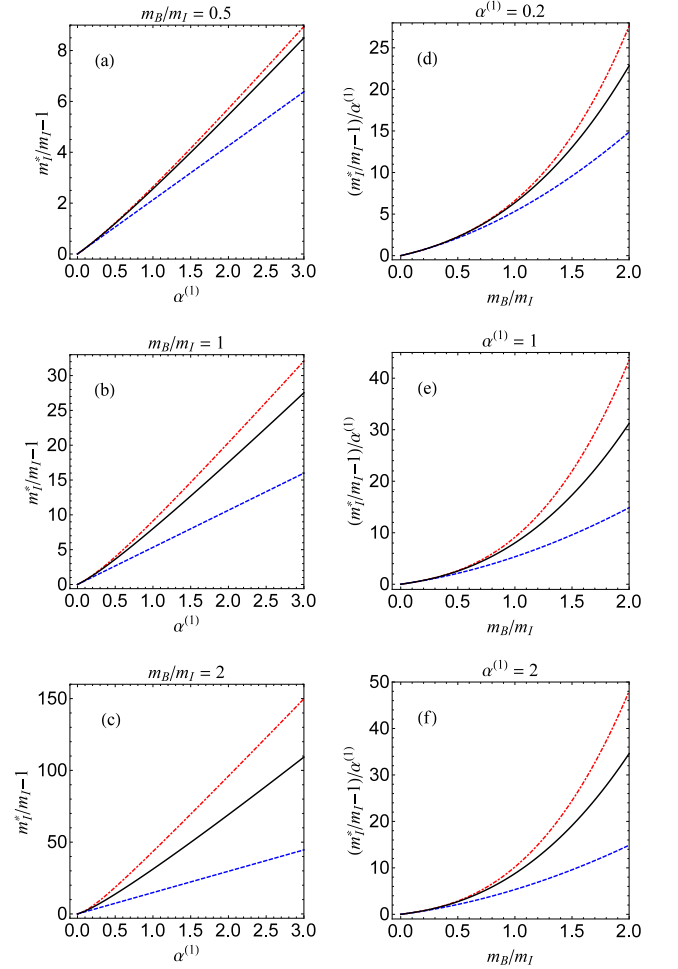 m_B/m_I = 0.5
(a)
m_I^*/m_I−1
8
6
4
2
0
0.0 0.5 1.0 1.5 2.0 2.5 3.0
α^(1)
α^(1) = 0.2
(d)
(m_I^*/m_I−1)/α^(1)
25
20
15
10
5
0
0.0 0.5 1.0 1.5 2.0
m_B/m_I
m_B/m_I = 1
(b)
m_I^*/m_I−1
30
25
20
15
10
5
0
0.0 0.5 1.0 1.5 2.0 2.5 3.0
α^(1)
α^(1) = 1
(e)
(m_I^*/m_I−1)/α^(1)
40
30
20
10
0
0.0 0.5 1.0 1.5 2.0
m_B/m_I
m_B/m_I = 2
(c)
m_I^*/m_I−1
150
100
50
0
0.0 0.5 1.0 1.5 2.0 2.5 3.0
α^(1)
α^(1) = 2
(f)
(m_I^*/m_I−1)/α^(1)
50
40
30
20
10
0
0.0 0.5 1.0 1.5 2.0
m_B/m_I